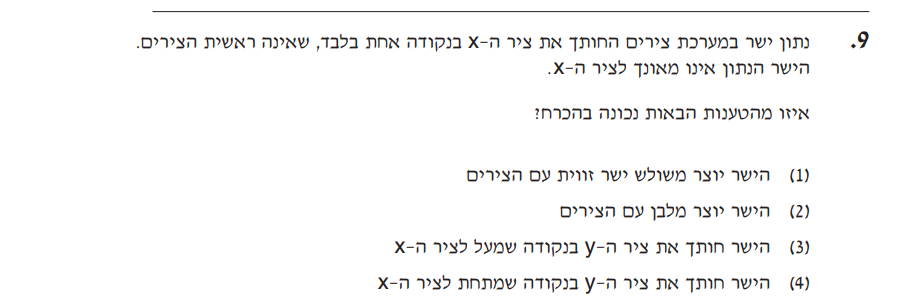 9. נתון ישר במערכת צירים החותך את ציר ה-x בנקודה אחת בלבד, שאינה ראשית הצירים.
הישר הנתון אינו מאונך לציר ה-x.
איזו מהטענות הבאות נכונה בהכרח?
(1) הישר יוצר משולש ישר זווית עם הצירים
(2) הישר יוצר מלבן עם הצירים
(3) הישר חותך את ציר ה-y בנקודה שמעל לציר ה-x
(4) הישר חותך את ציר ה-y בנקודה שמתחת לציר ה-x